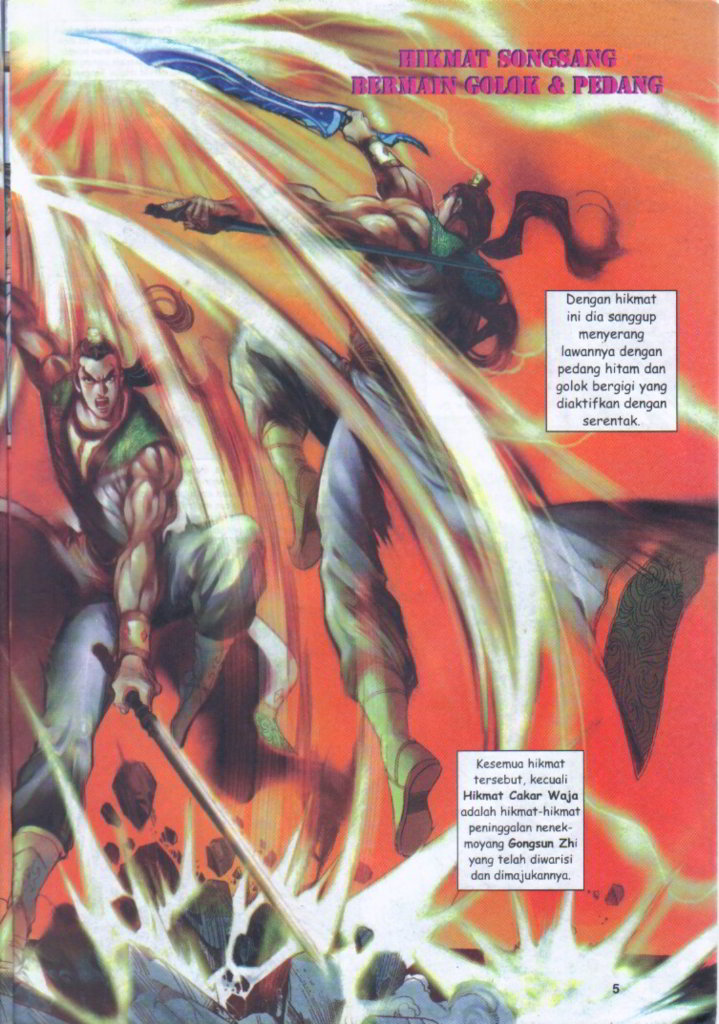 HIKMAT SONGSANG
BERMAIN GOLOK & PEDANG
Dengan hikmat
ini dia sanggup
menyerang
lawannya dengan
pedang hitam dan
golok bergigi yang
diaktifkan dengan
serentak.
Kesemua hikmat
tersebut, kecuali
Hikmat Cakar Waja
adalah hikmat-hikmat
peninggalan nenek-
moyang Gongsun Zhi
yang telah diwarisi
dan dimajukannya.
5